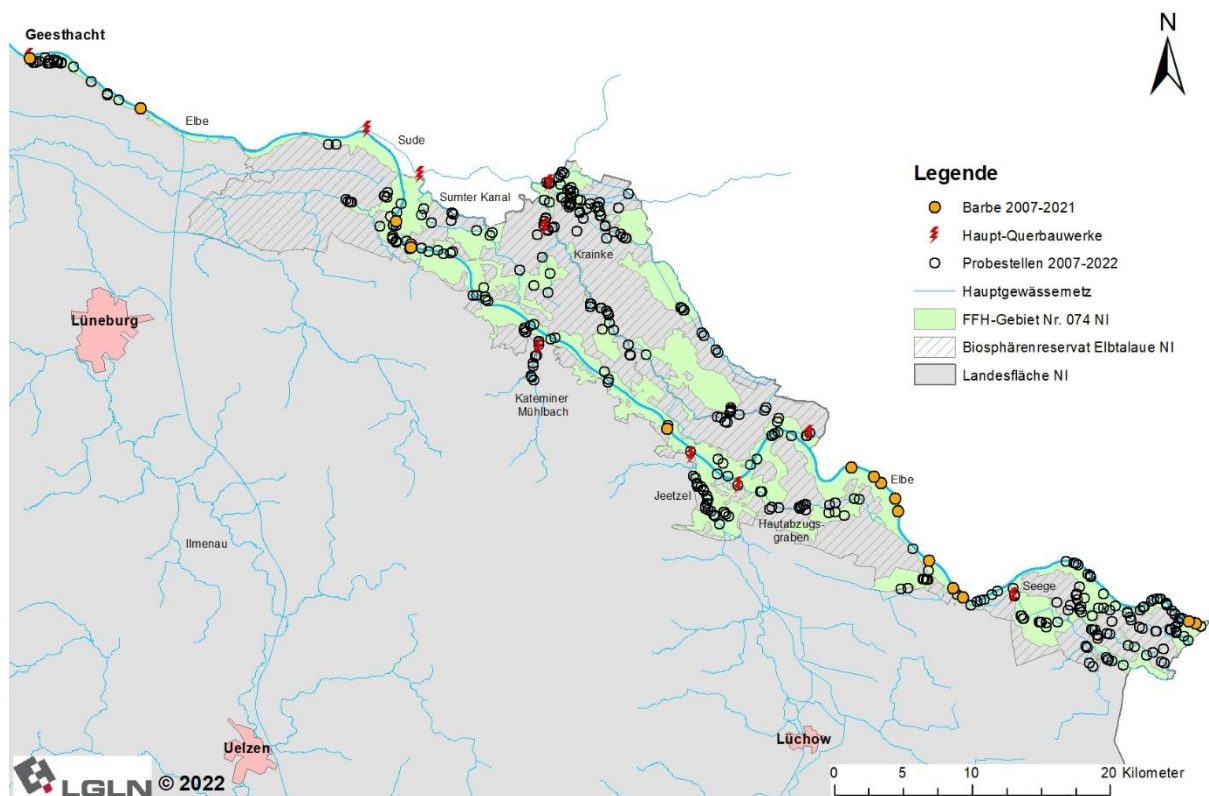 Geesthacht
N
Elbe
Sude
Sumter Kanal
Krainke
Legende
Barbe 2007-2021
Haupt-Querbauwerke
Probestellen 2007-2022
Hauptgewässernetz
FFH-Gebiet Nr. 074 NI
Biosphärenreservat Elbtalaue NI
Landesfläche NI
Lüneburg
Kateminer
Mühlbach
Jeetzel
Elbe
Hautabzugs-
graben
Ilmenau
Seege
Uelzen
Lüchow
LGLN © 2022
0 5 10 20 Kilometer